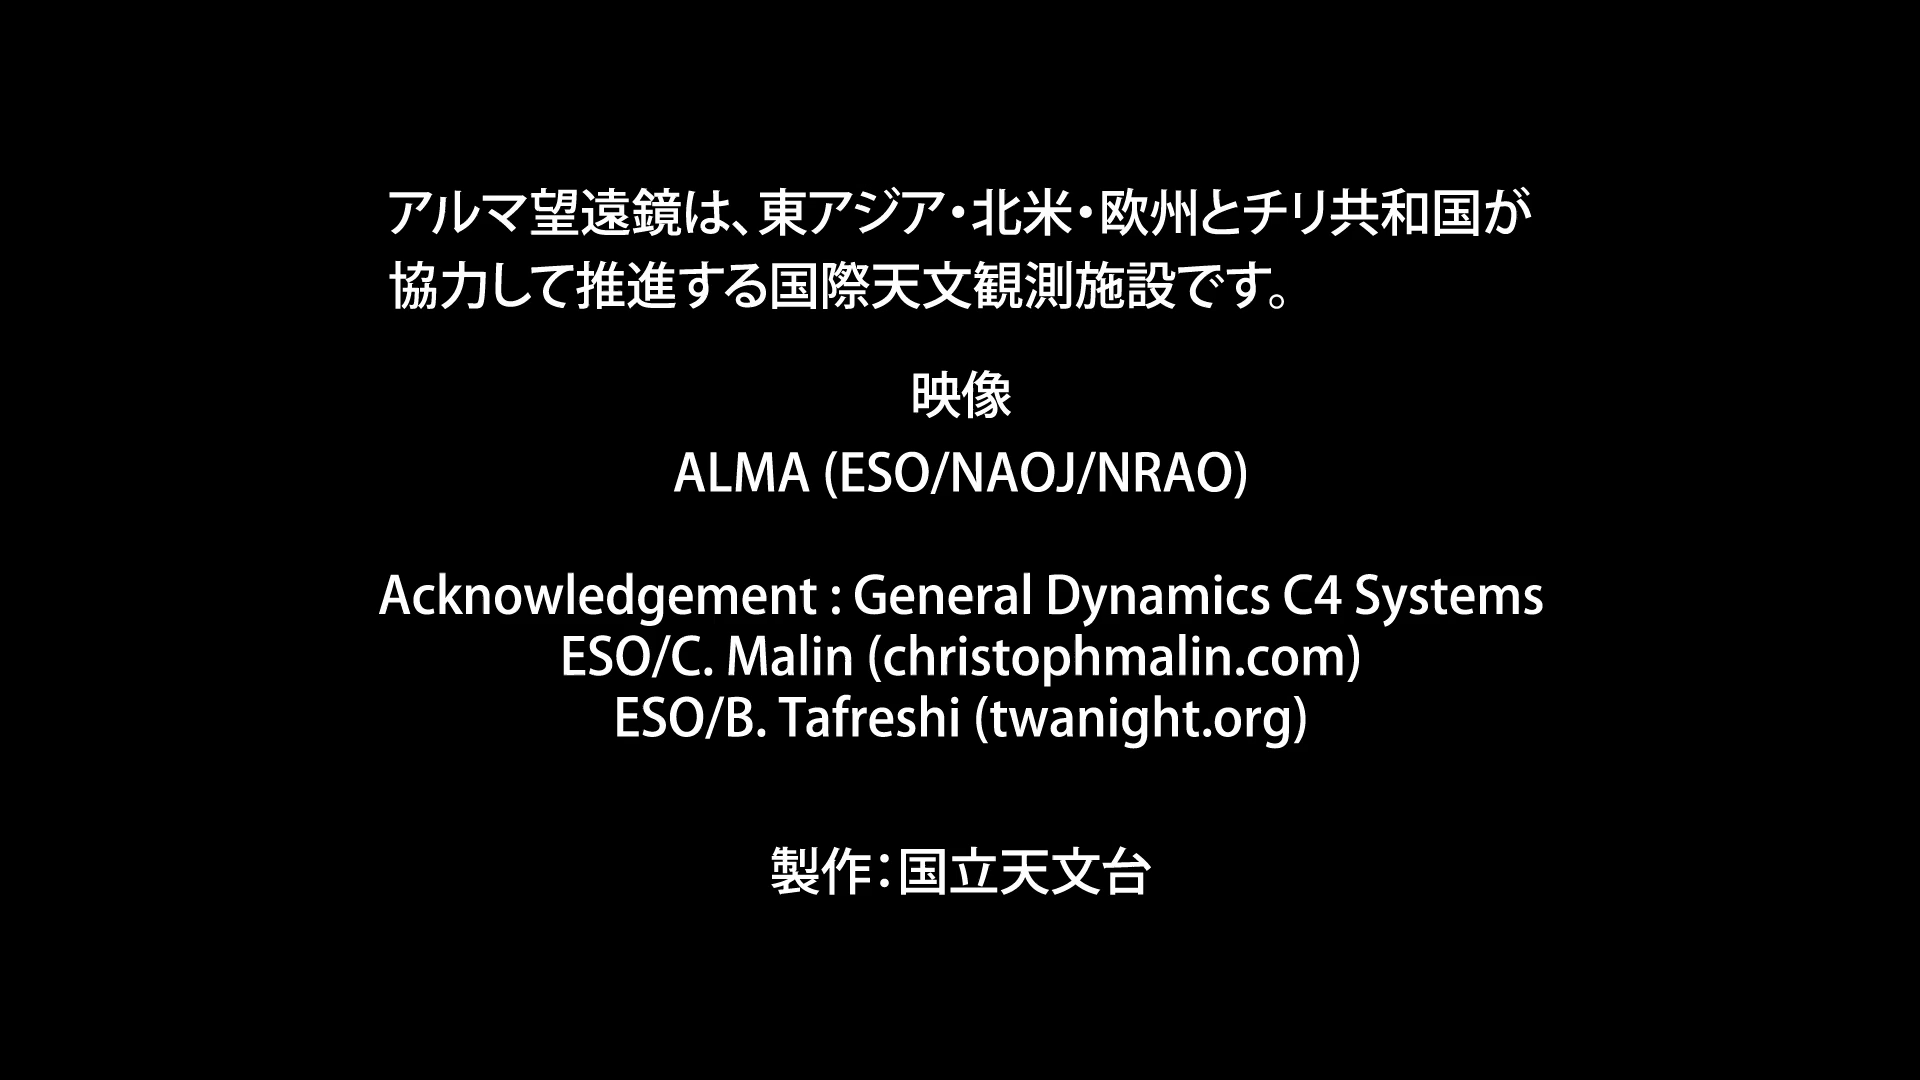 アルマ望遠鏡は、東アジア・北米・欧州とチリ共和国が
協力して推進する国際天文観測施設です。
映像
ALMA (ESO/NAOJ/NRAO)
Acknowledgement : General Dynamics C4 Systems
ESO/C. Malin (christophmalin.com)
ESO/B. Tafreshi (twanight.org)
製作：国立天文台